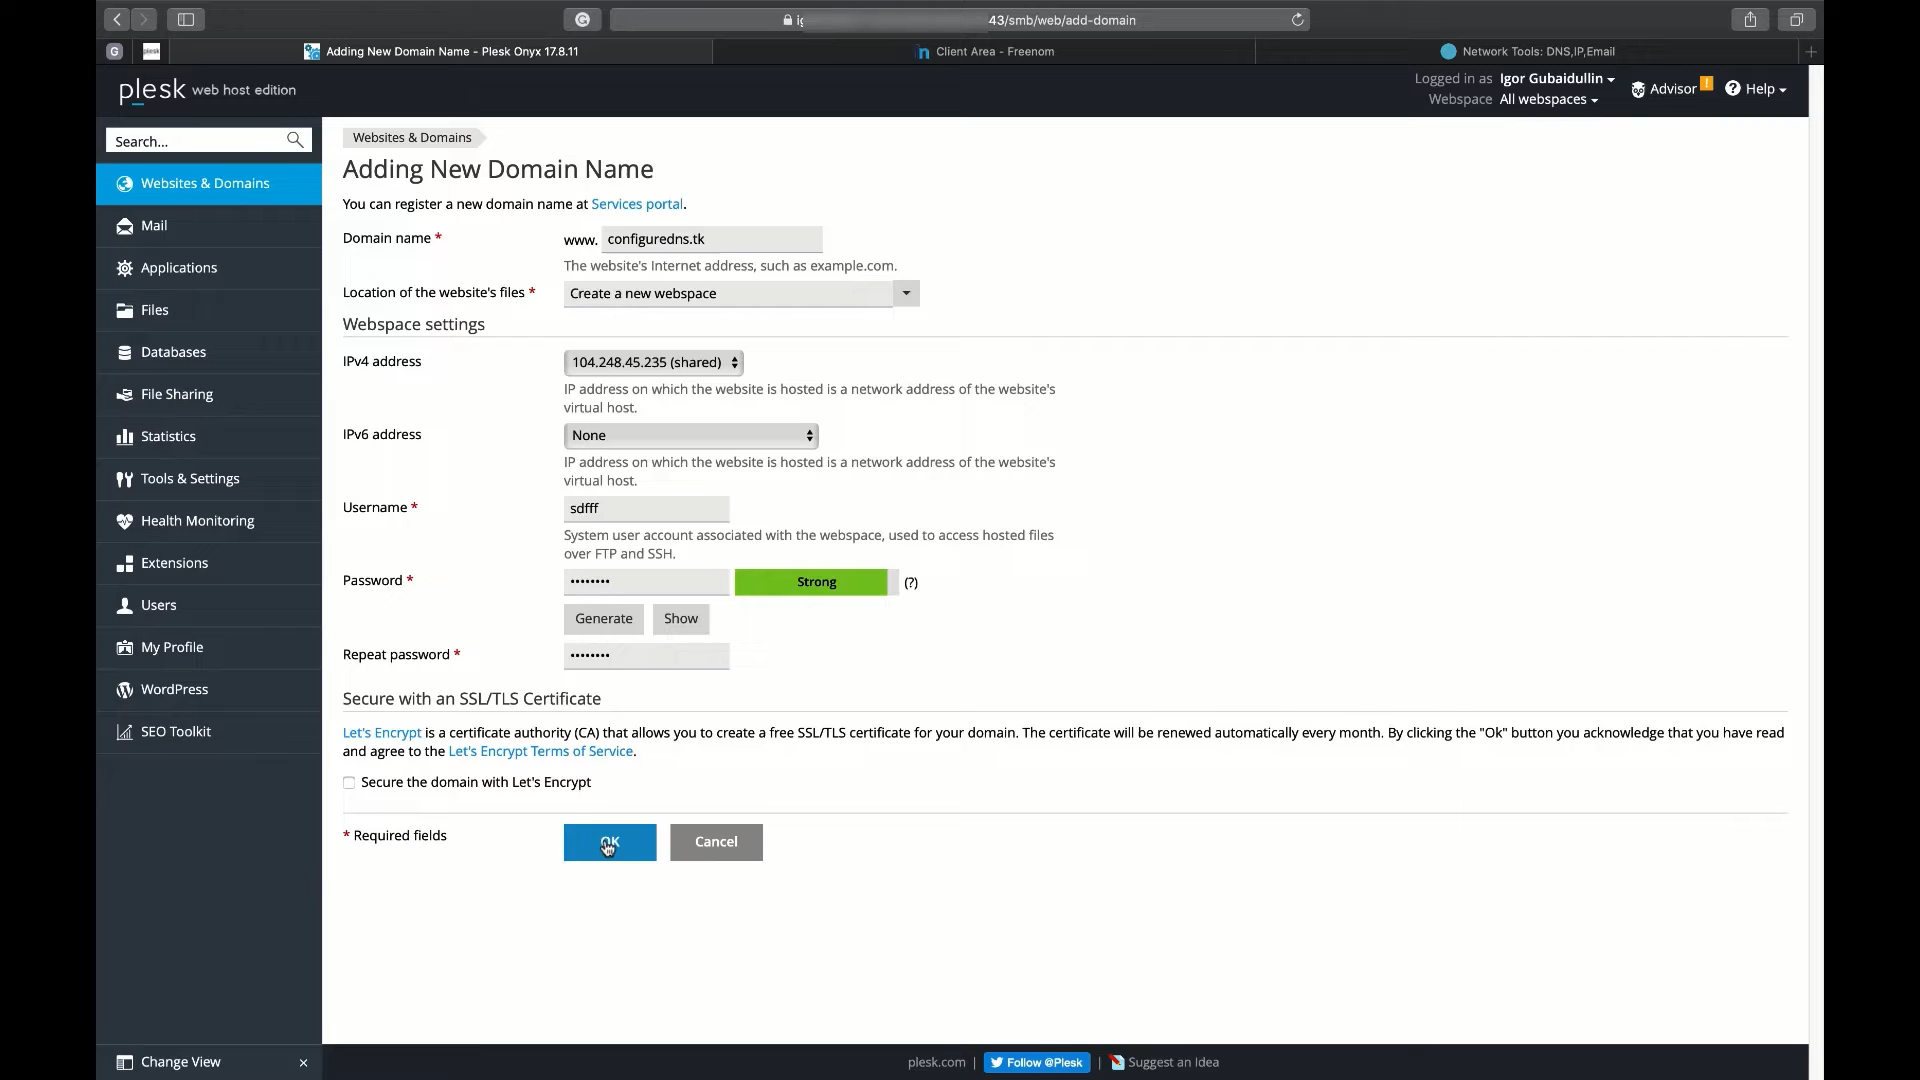 43/smb/web/add-domain
G
plesk
Adding New Domain Name - Plesk Onyx 17.8.11
Client Area - Freenom
Network Tools: DNS,IP,Email
plesk web host edition
Logged in as Igor Gubaidullin
Webspace All webspaces
Advisor
Help
Search...
Websites & Domains
Mail
Applications
Files
Databases
File Sharing
Statistics
Tools & Settings
Health Monitoring
Extensions
Users
My Profile
WordPress
SEO Toolkit
Change View
Websites & Domains
Adding New Domain Name
You can register a new domain name at Services portal.
Domain name *
www. configuredns.tk
The website's Internet address, such as example.com.
Location of the website's files *
Create a new webspace
Webspace settings
IPv4 address
104.248.45.235 (shared)
IP address on which the website is hosted is a network address of the website's
virtual host.
IPv6 address
None
IP address on which the website is hosted is a network address of the website's
virtual host.
Username *
sdfff
System user account associated with the webspace, used to access hosted files
over FTP and SSH.
Password *
••••••••
Strong
(?)
Generate
Show
Repeat password *
••••••••
Secure with an SSL/TLS Certificate
Let's Encrypt is a certificate authority (CA) that allows you to create a free SSL/TLS certificate for your domain. The certificate will be renewed automatically every month. By clicking the "Ok" button you acknowledge that you have read
and agree to the Let's Encrypt Terms of Service.
Secure the domain with Let's Encrypt
* Required fields
OK
Cancel
plesk.com |
Follow @Plesk
| Suggest an Idea